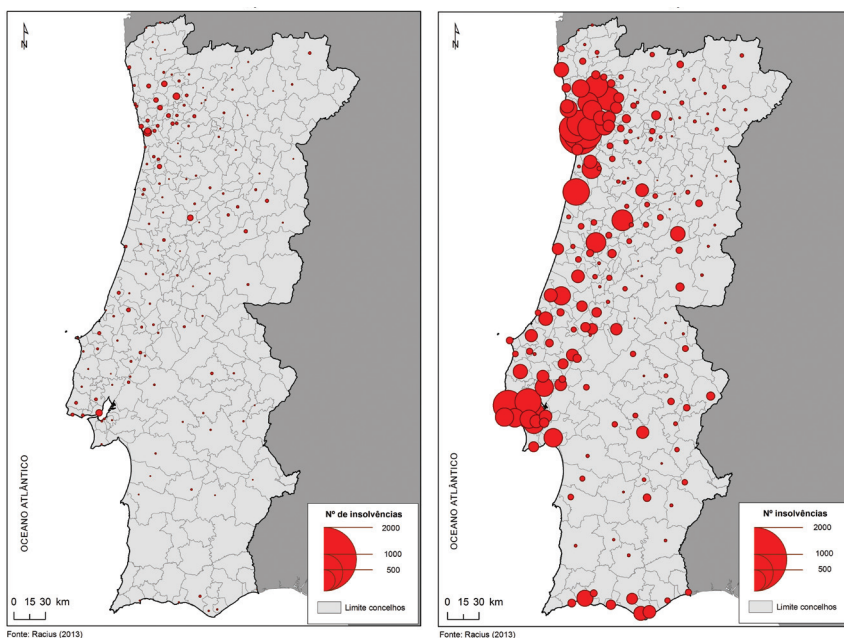 N
OCEANO ATLÂNTICO
Nº de insolvências
2000
1000
500
Limite concelhos
0 15 30 km
Fonte: Racius (2013)
N
OCEANO ATLÂNTICO
Nº insolvências
2000
1000
500
Limite concelhos
0 15 30 km
Fonte: Racius (2013)